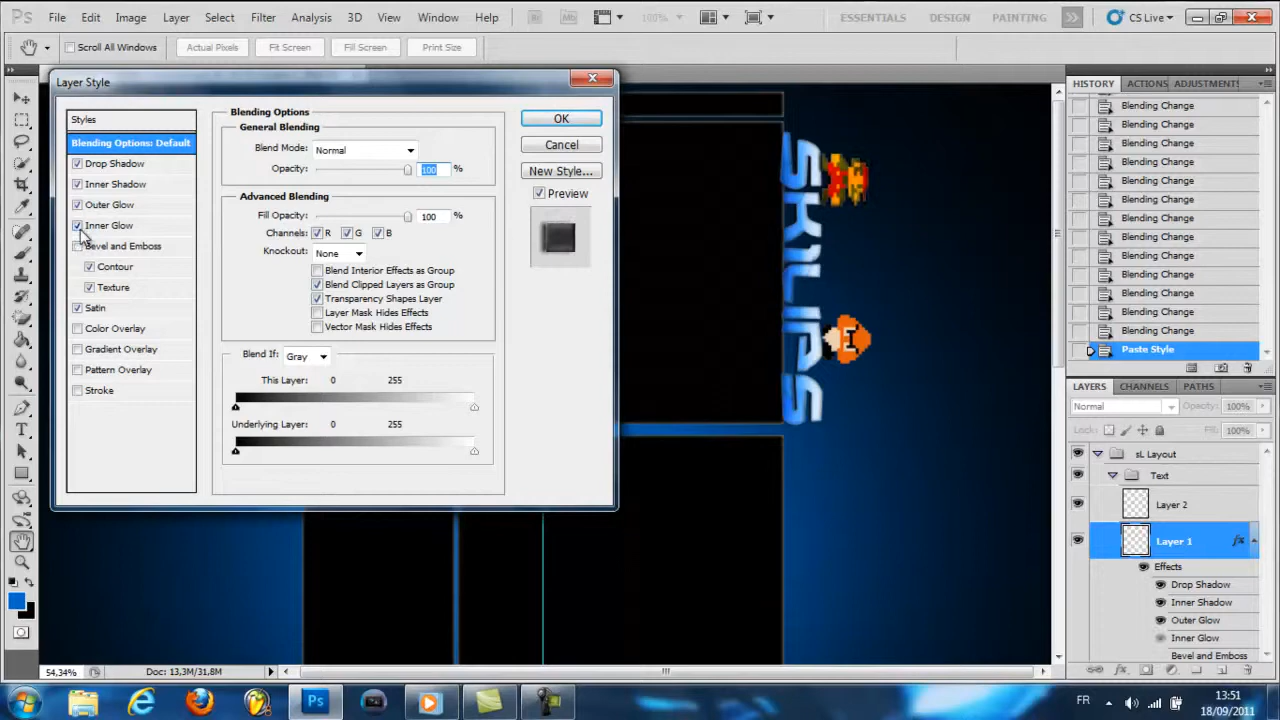 Ps File Edit Image Layer Select Filter Analysis 3D View Window Help Br Mb 100% ESSENTIALS DESIGN PAINTING CS Live
Scroll All Windows Actual Pixels Fit Screen Fill Screen Print Size
Layer Style
Styles
Blending Options: Default
Drop Shadow
Inner Shadow
Outer Glow
Inner Glow
Bevel and Emboss
Contour
Texture
Satin
Color Overlay
Gradient Overlay
Pattern Overlay
Stroke
Blending Options
General Blending
Blend Mode: Normal
Opacity: 100 %
Advanced Blending
Fill Opacity: 100 %
Channels: R G B
Knockout: None
Blend Interior Effects as Group
Blend Clipped Layers as Group
Transparency Shapes Layer
Layer Mask Hides Effects
Vector Mask Hides Effects
Blend If: Gray
This Layer: 0 255
Underlying Layer: 0 255
OK
Cancel
New Style...
Preview
HISTORY ACTIONS ADJUSTMENTS
Blending Change
Blending Change
Blending Change
Blending Change
Blending Change
Blending Change
Blending Change
Blending Change
Blending Change
Blending Change
Blending Change
Blending Change
Blending Change
Paste Style
LAYERS CHANNELS PATHS
Normal Opacity: 100%
Lock: Fill: 100%
sL Layout
Text
Layer 2
Layer 1 fx
Effects
Drop Shadow
Inner Shadow
Outer Glow
Inner Glow
Bevel and Emboss
54,34% Doc: 13,3M/31,8M
Ps
FR
13:51
18/09/2011